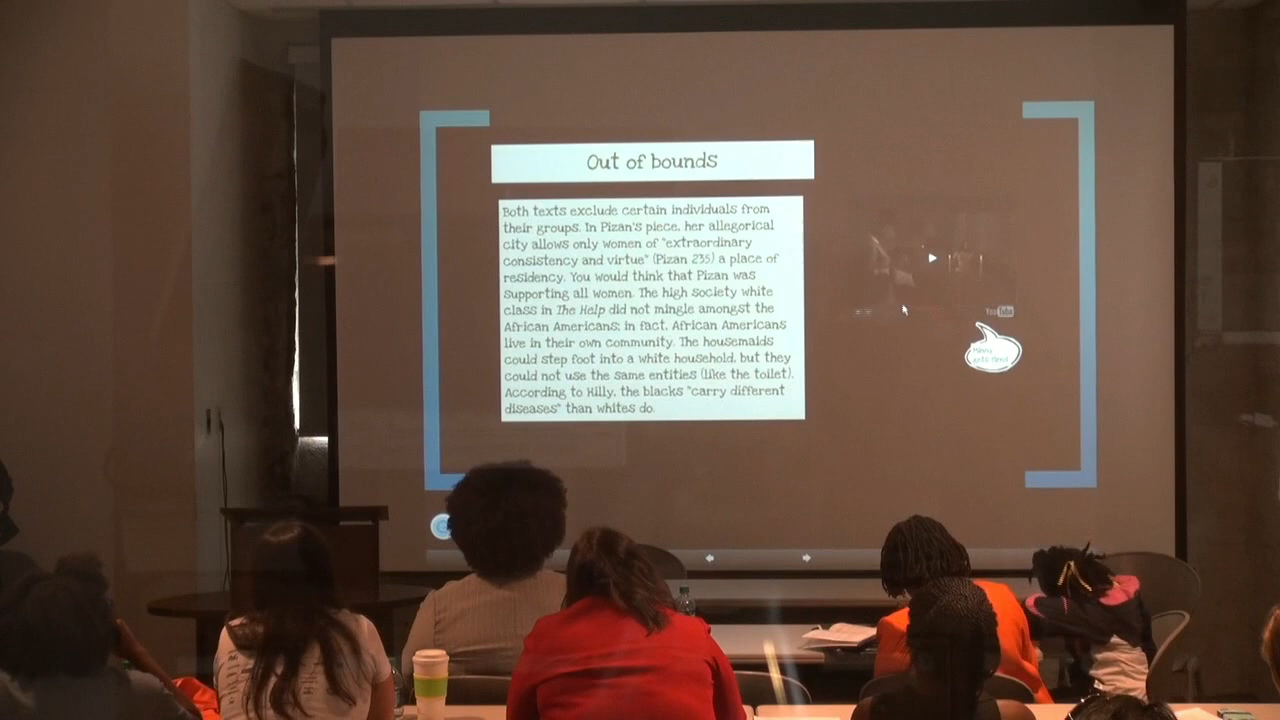 Out of bounds
Both texts exclude certain individuals from
their groups. In Pizan's piece, her allegorical
city allows only women of "extraordinary
consistency and virtue" (Pizan 235) a place of
residency. You would think that Pizan was
supporting all women. The high society white
class in The Help did not mingle amongst the
African Americans; in fact, African Americans
live in their own community. The housemaids
could step foot into a white household, but they
could not use the same entities (like the toilet).
According to Hilly, the blacks "carry different
diseases" than whites do.
YouTube
Minny
gets fired